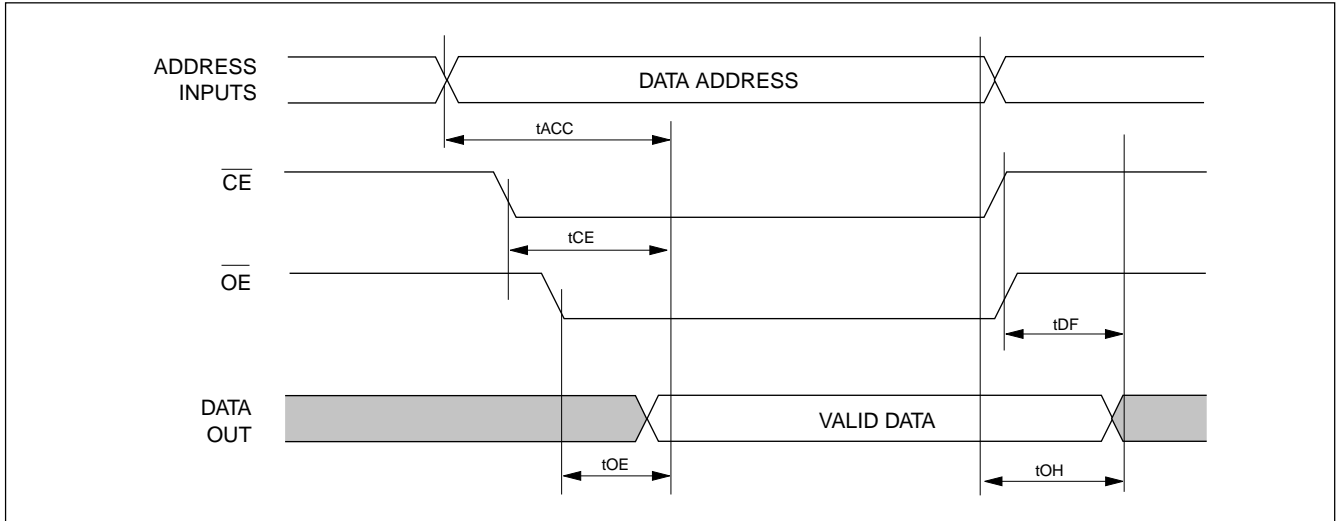 ADDRESS
INPUTS
DATA ADDRESS
tACC
CE
tCE
OE
tDF
DATA
OUT
VALID DATA
tOE
tOH